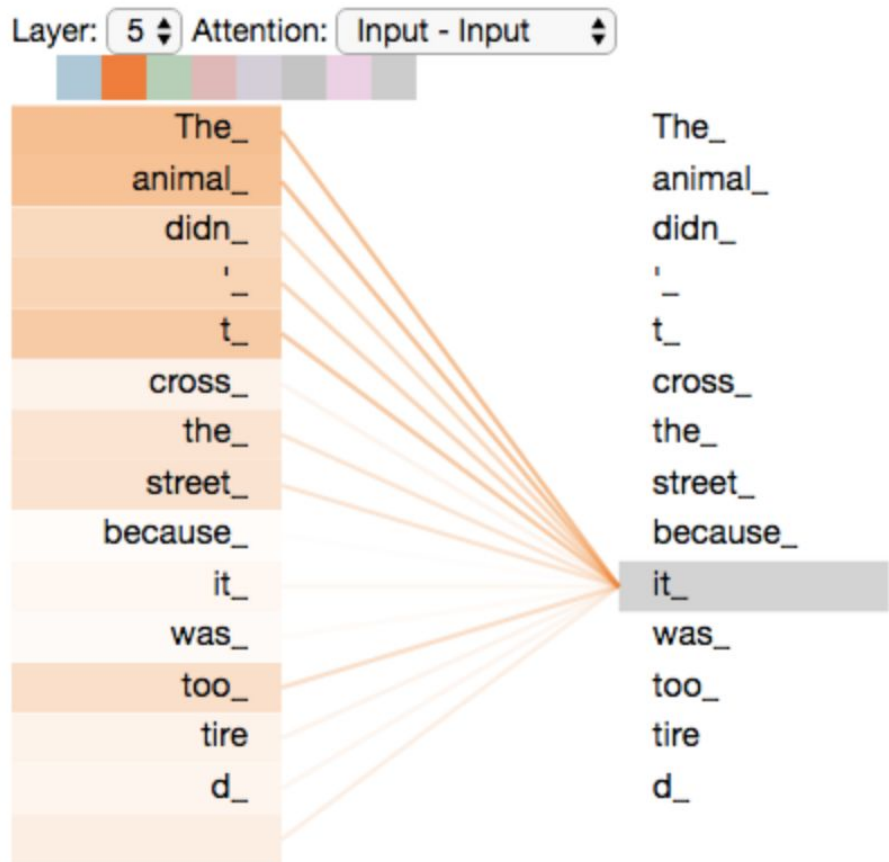 Layer: 5 Attention: Input - Input
The_ The_
animal_ animal_
didn_ didn_
'_ '_
t_ t_
cross_ cross_
the_ the_
street_ street_
because_ because_
it_ it_
was_ was_
too_ too_
tire tire
d_ d_